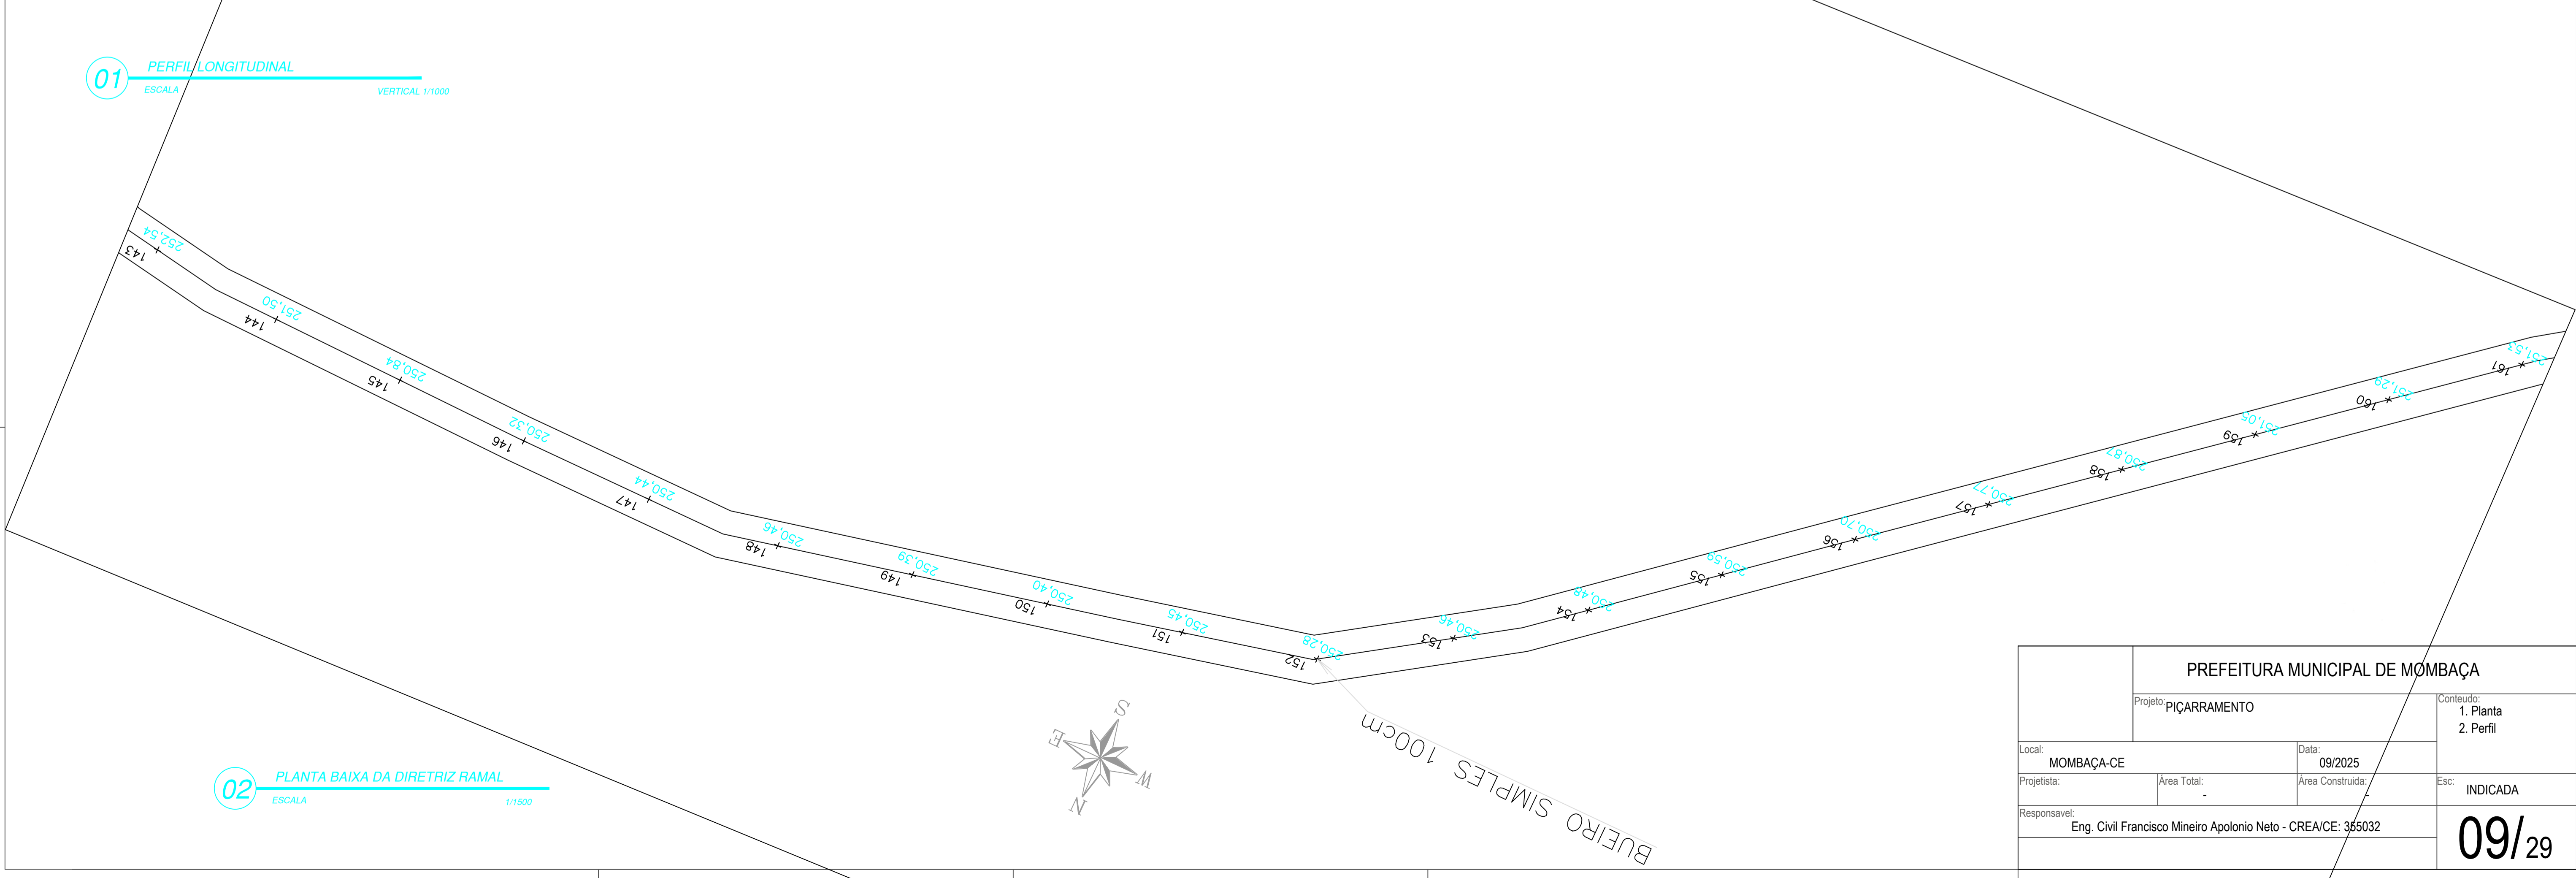 01
PERFIL LONGITUDINAL
ESCALA
VERTICAL 1/1000
252,54
143
251,50
144
250,84
145
250,32
146
250,44
147
250,46
148
250,39
149
250,40
150
250,45
151
250,28
152
250,46
153
250,48
154
250,59
155
250,70
156
250,77
157
250,87
158
251,05
159
251,29
160
251,53
161
BUEIRO SIMPLES 100cm
S
E
W
N
02
PLANTA BAIXA DA DIRETRIZ RAMAL
ESCALA
1/1500
PREFEITURA MUNICIPAL DE MOMBAÇA
Projeto: PIÇARRAMENTO
Conteudo:
1. Planta
2. Perfil
Local:
MOMBAÇA-CE
Data:
09/2025
Projetista:
Área Total:
-
Área Construida:
-
Esc:
INDICADA
Responsavel:
Eng. Civil Francisco Mineiro Apolonio Neto - CREA/CE: 355032
09/29